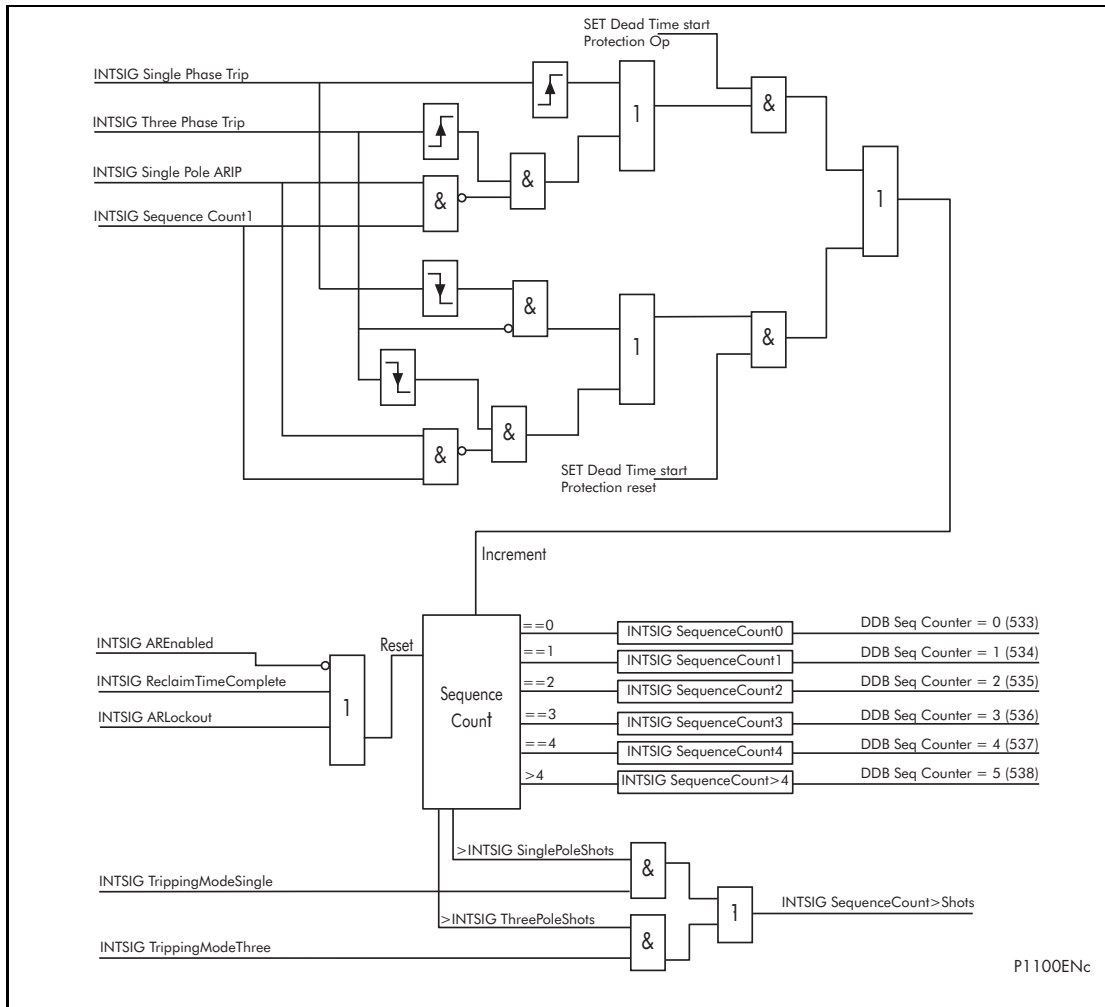 SET Dead Time start
Protection Op
INTSIG Single Phase Trip
1
&
INTSIG Three Phase Trip
&
1
INTSIG Single Pole ARIP
&
INTSIG Sequence Count1
&
1
&
&
&
SET Dead Time start
Protection reset
Increment
INTSIG AREnabled
Reset
INTSIG ReclaimTimeComplete
1
INTSIG ARLockout
Sequence
Count
==0
INTSIG SequenceCount0
DDB Seq Counter = 0 (533)
==1
INTSIG SequenceCount1
DDB Seq Counter = 1 (534)
==2
INTSIG SequenceCount2
DDB Seq Counter = 2 (535)
==3
INTSIG SequenceCount3
DDB Seq Counter = 3 (536)
==4
INTSIG SequenceCount4
DDB Seq Counter = 4 (537)
>4
INTSIG SequenceCount>4
DDB Seq Counter = 5 (538)
>INTSIG SinglePoleShots
&
INTSIG TrippingModeSingle
>INTSIG ThreePoleShots
&
1
INTSIG SequenceCount>Shots
INTSIG TrippingModeThree
P1100ENc